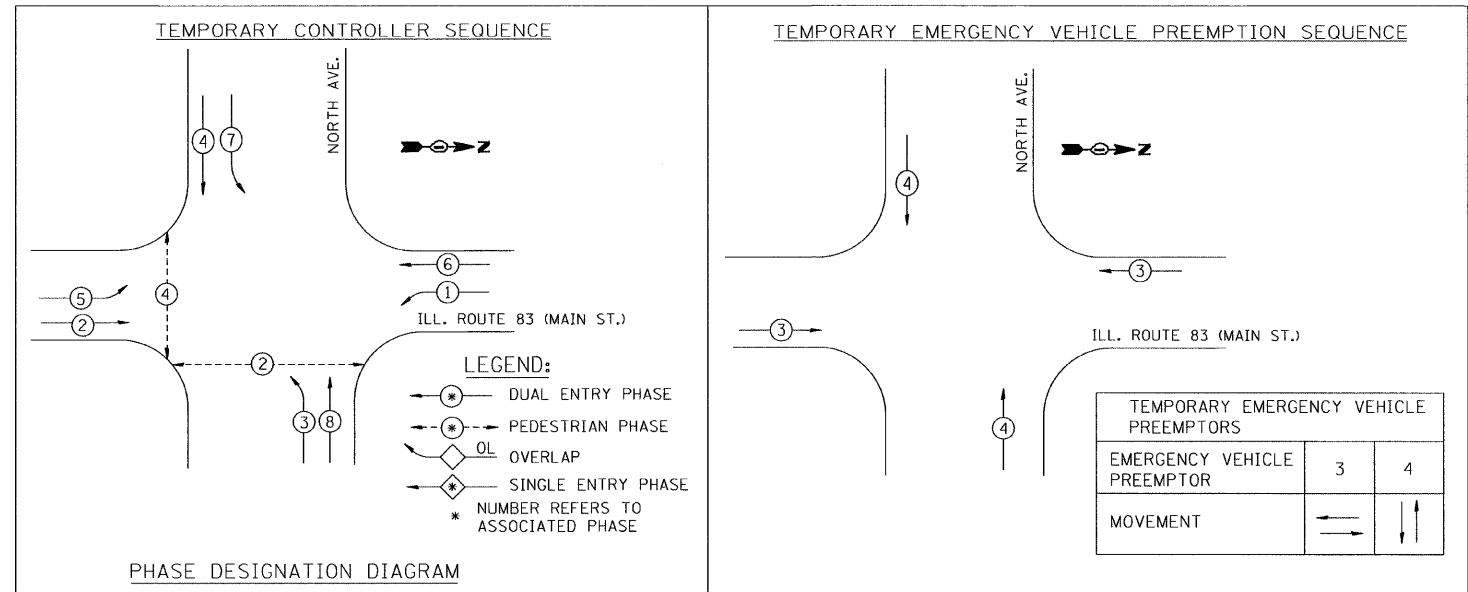 TEMPORARY CONTROLLER SEQUENCE
NORTH AVE.
4
7
N
6
1
5
4
2
ILL. ROUTE 83 (MAIN ST.)
2
3
8
LEGEND:
* DUAL ENTRY PHASE
* PEDESTRIAN PHASE
OL OVERLAP
* SINGLE ENTRY PHASE
* NUMBER REFERS TO
ASSOCIATED PHASE
PHASE DESIGNATION DIAGRAM
TEMPORARY EMERGENCY VEHICLE PREEMPTION SEQUENCE
NORTH AVE.
4
N
3
3
ILL. ROUTE 83 (MAIN ST.)
4
TEMPORARY EMERGENCY VEHICLE
PREEMPTORS
EMERGENCY VEHICLE
PREEMPTOR
3
4
MOVEMENT